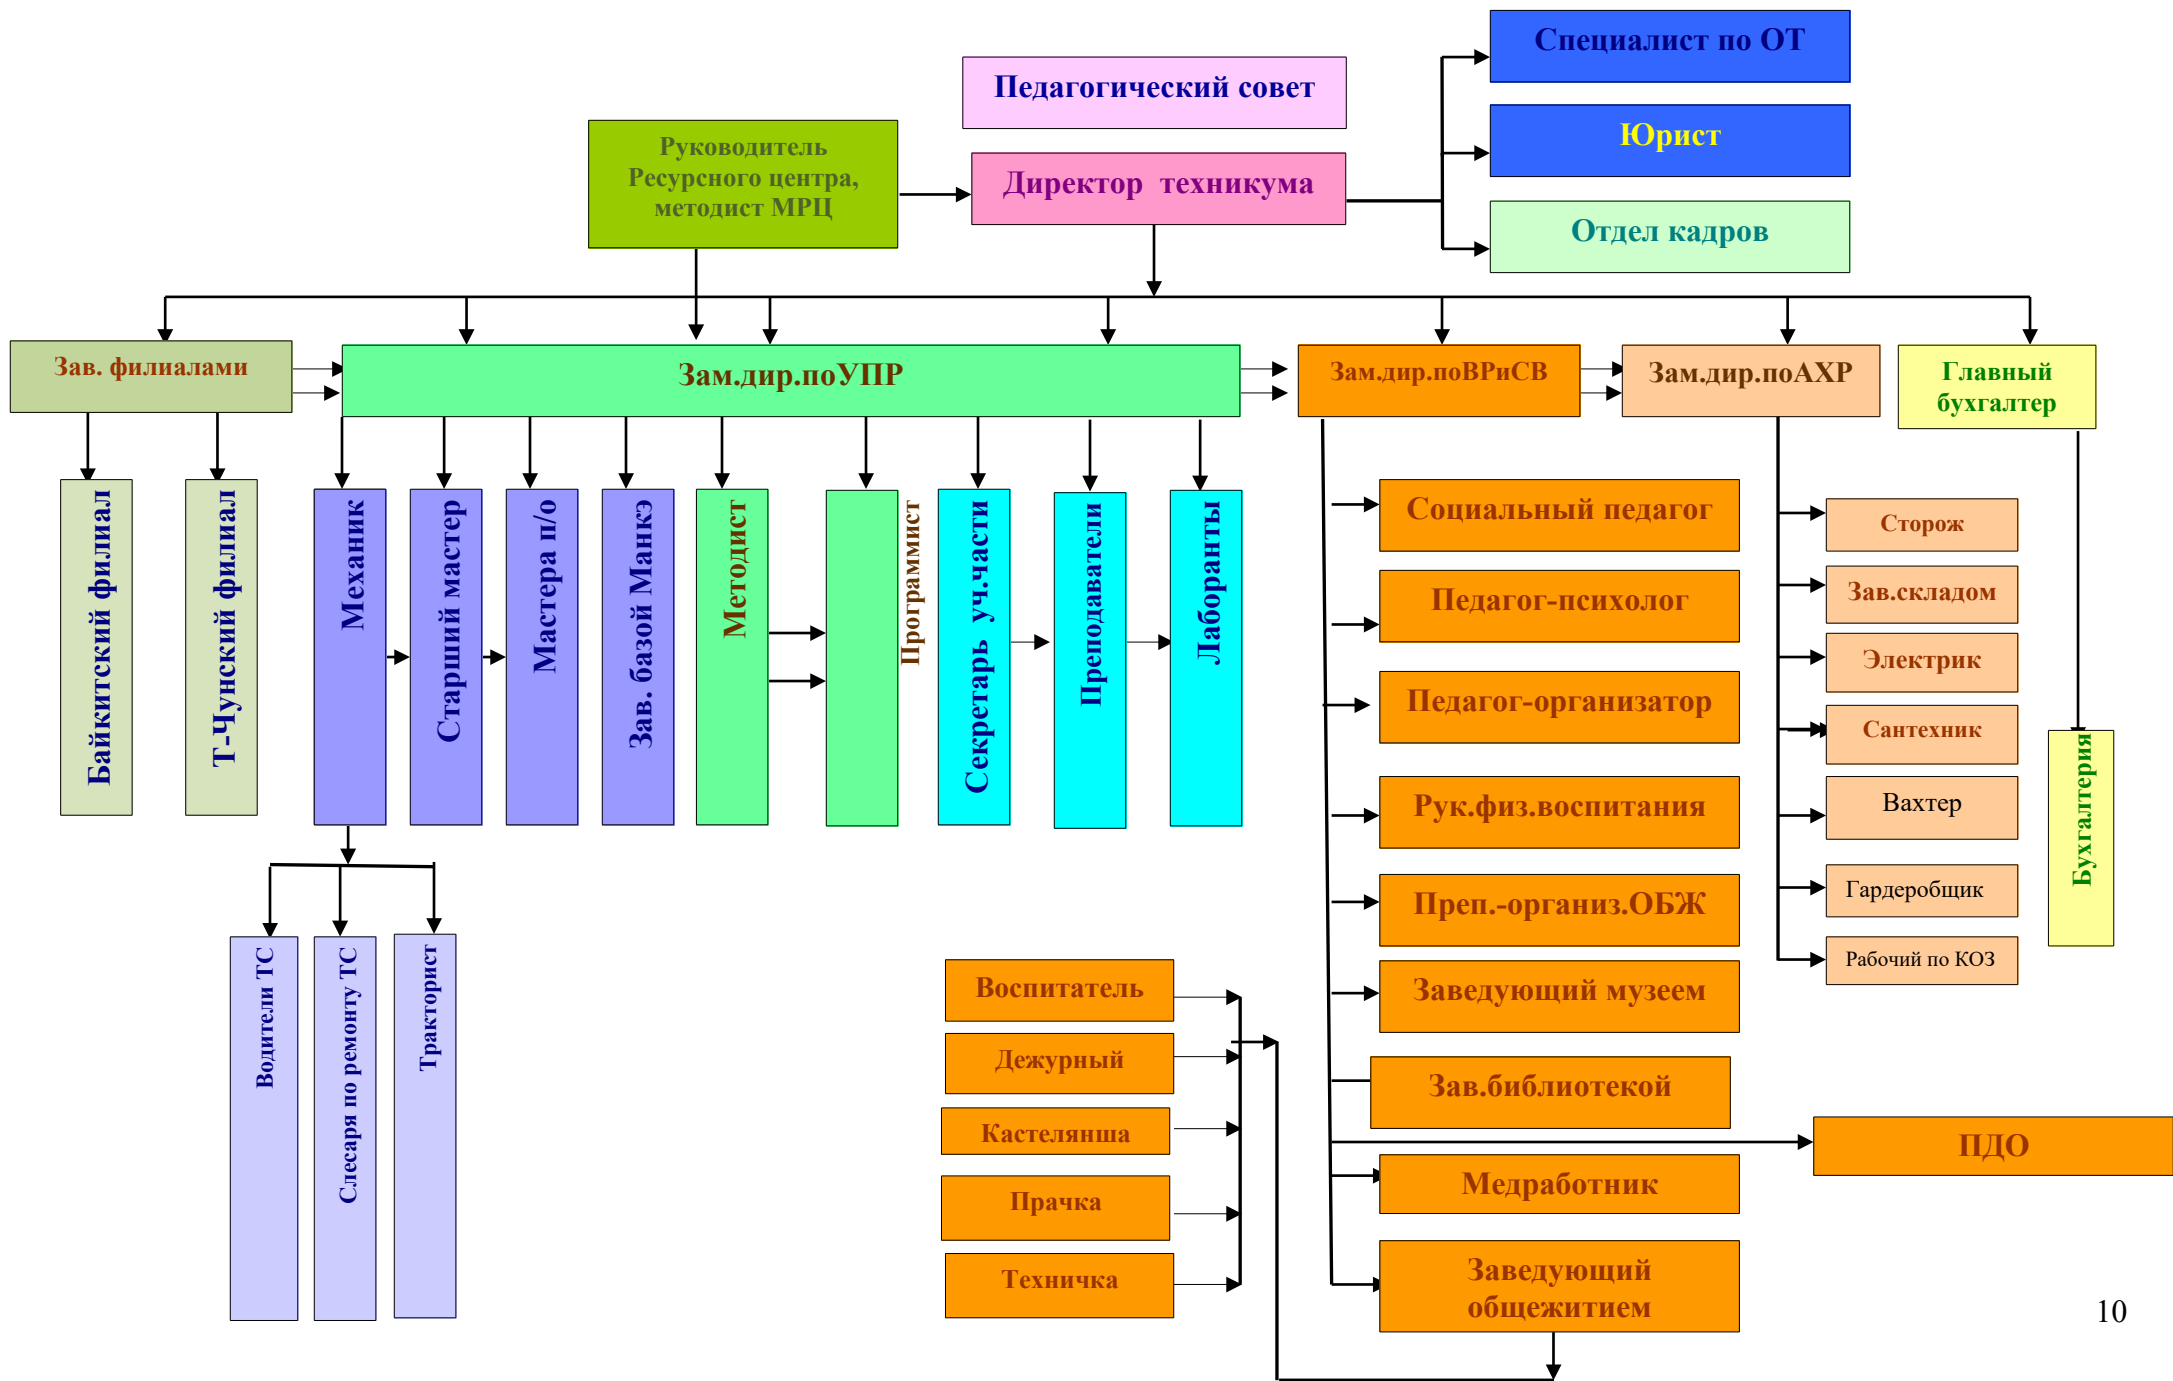 Специалист по ОТ
Педагогический совет
Юрист
Руководитель
Ресурсного центра,
методист МРЦ
Директор  техникума
Отдел кадров
Зав. филиалами
Зам.дир.поУПР
Зам.дир.поВРиСВ
Зам.дир.поАХР
Главный
бухгалтер
Байкитский филиал
Т-Чунский филиал
Механик
Старший мастер
Мастера п/о
Зав. базой Манкэ
Методист
Программист
Секретарь  уч.части
Преподаватели
Лаборанты
Социальный педагог
Педагог-психолог
Педагог-организатор
Рук.физ.воспитания
Преп.-организ.ОБЖ
Заведующий музеем
Зав.библиотекой
ПДО
Медработник
Заведующий
общежитием
Сторож
Зав.складом
Электрик
Сантехник
Вахтер
Гардеробщик
Рабочий по КОЗ
Бухгалтерия
Водители ТС
Слесаря по ремонту ТС
Тракторист
Воспитатель
Дежурный
Кастелянша
Прачка
Техничка
10